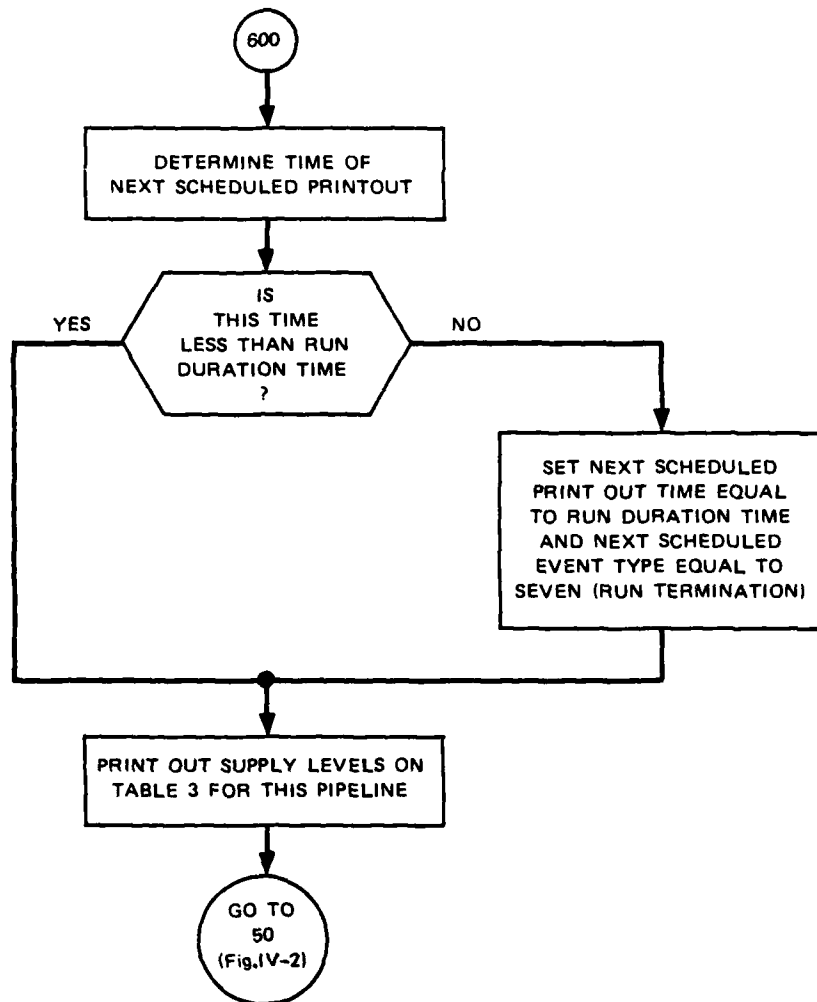 600
DETERMINE TIME OF
NEXT SCHEDULED PRINTOUT
IS
THIS TIME
LESS THAN RUN
DURATION TIME
?
YES
NO
SET NEXT SCHEDULED
PRINT OUT TIME EQUAL
TO RUN DURATION TIME
AND NEXT SCHEDULED
EVENT TYPE EQUAL TO
SEVEN (RUN TERMINATION)
PRINT OUT SUPPLY LEVELS ON
TABLE 3 FOR THIS PIPELINE
GO TO
50
(Fig.IV-2)